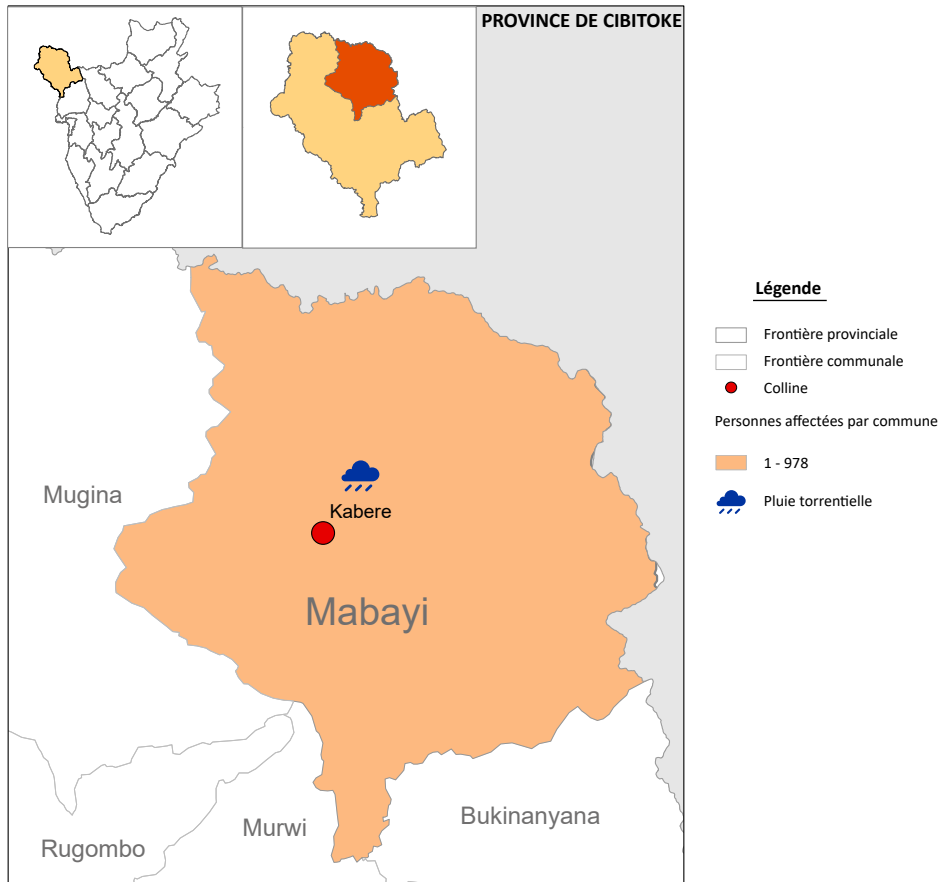 PROVINCE DE CIBITOKE
Légende
Frontière provinciale
Frontière communale
Colline
Personnes affectées par commune
1 - 978
Pluie torrentielle
Mugina
Kabere
Mabayi
Bukinanyana
Murwi
Rugombo